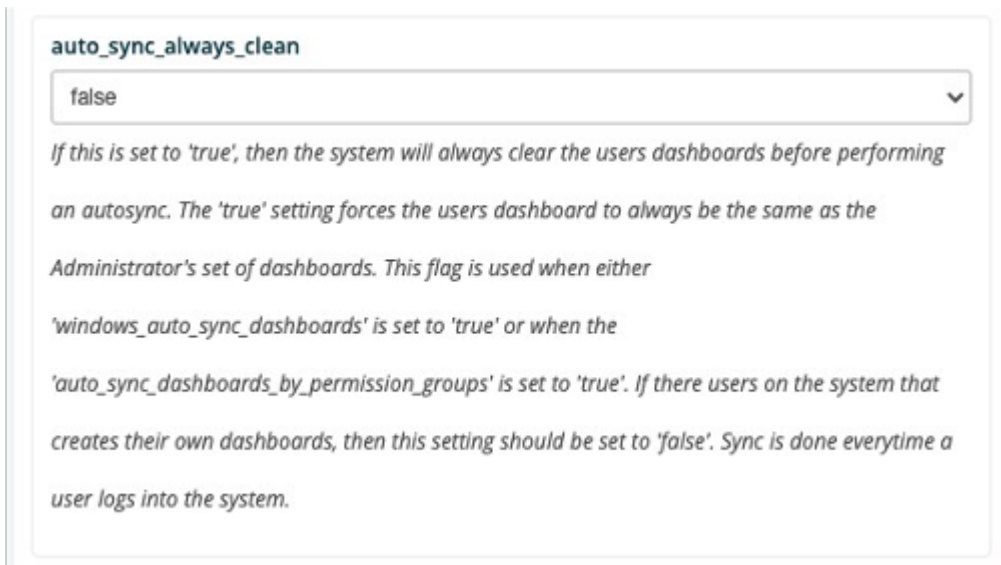 auto_sync_always_clean
false
If this is set to 'true', then the system will always clear the users dashboards before performing
an autosync. The 'true' setting forces the users dashboard to always be the same as the
Administrator's set of dashboards. This flag is used when either
'windows_auto_sync_dashboards' is set to 'true' or when the
'auto_sync_dashboards_by_permission_groups' is set to 'true'. If there users on the system that
creates their own dashboards, then this setting should be set to 'false'. Sync is done everytime a
user logs into the system.